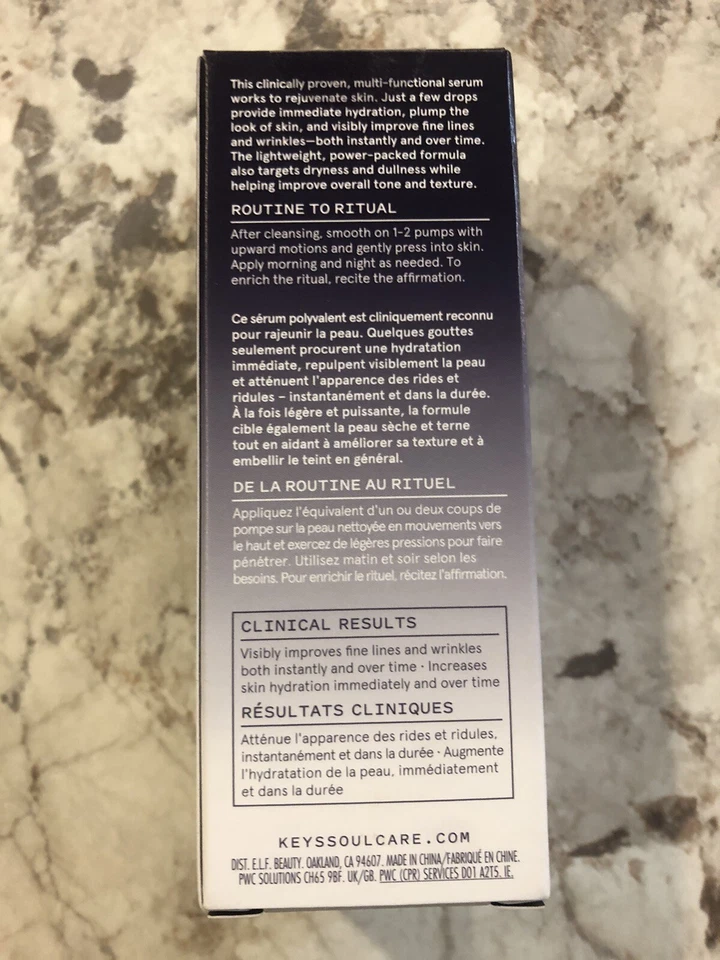 This clinically proven, multi-functional serum
works to rejuvenate skin. Just a few drops
provide immediate hydration, plump the
look of skin, and visibly improve fine lines
and wrinkles—both instantly and over time.
The lightweight, power-packed formula
also targets dryness and dullness while
helping improve overall tone and texture.
ROUTINE TO RITUAL
After cleansing, smooth on 1-2 pumps with
upward motions and gently press into skin.
Apply morning and night as needed. To
enrich the ritual, recite the affirmation.
Ce sérum polyvalent est cliniquement reconnu
pour rajeunir la peau. Quelques gouttes
seulement procurent une hydratation
immédiate, repulpent visiblement la peau
et atténuent l'apparence des rides et
ridules – instantanément et dans la durée.
À la fois légère et puissante, la formule
cible également la peau sèche et terne
tout en aidant à améliorer sa texture et à
embellir le teint en général.
DE LA ROUTINE AU RITUEL
Appliquez l'équivalent d'un ou deux coups de
pompe sur la peau nettoyée en mouvements vers
le haut et exercez de légères pressions pour faire
pénétrer. Utilisez matin et soir selon les
besoins. Pour enrichir le rituel, récitez l'affirmation.
CLINICAL RESULTS
Visibly improves fine lines and wrinkles
both instantly and over time · Increases
skin hydration immediately and over time
RÉSULTATS CLINIQUES
Atténue l'apparence des rides et ridules,
instantanément et dans la durée · Augmente
l'hydratation de la peau, immédiatement
et dans la durée
KEYSSOULCARE.COM
DIST. E.L.F. BEAUTY. OAKLAND, CA 94607. MADE IN CHINA/FABRIQUÉ EN CHINE.
PWC SOLUTIONS CH65 9BF. UK/GB. PWC (CPR) SERVICES D01 A2T5. IE.